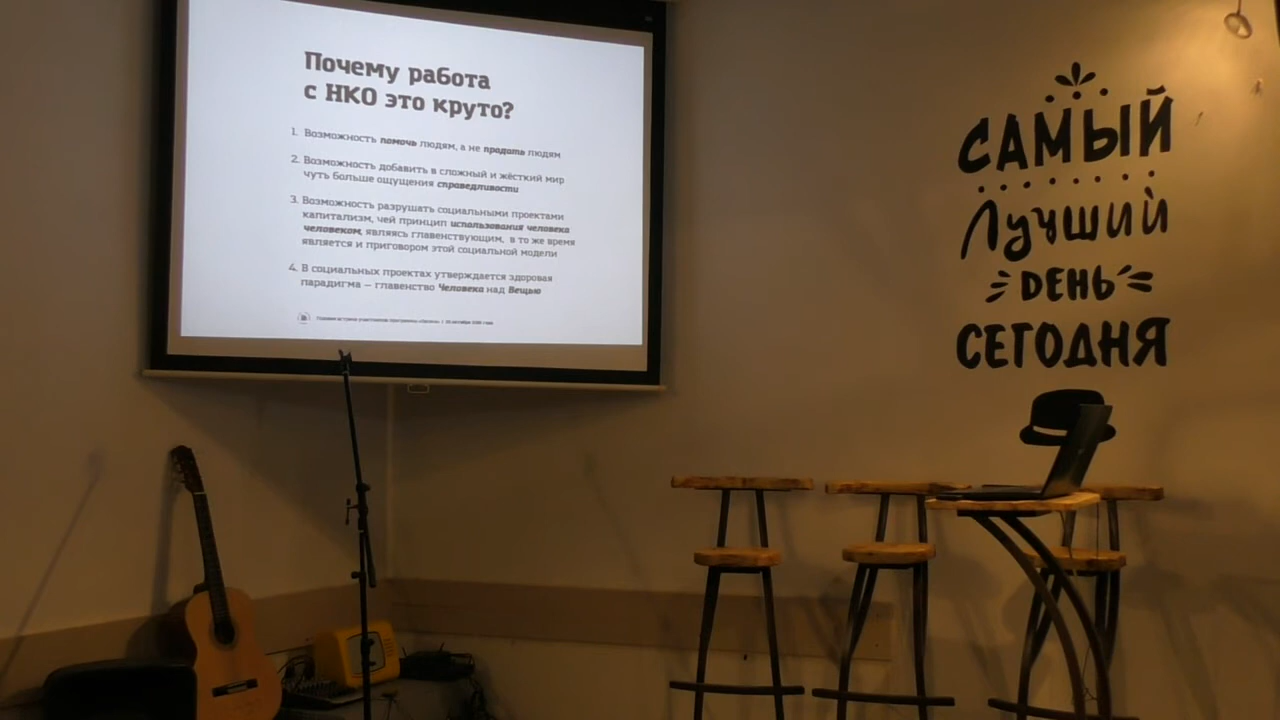 Почему работа
с НКО это круто?
1. Возможность помочь людям, а не продать людям
2. Возможность добавить в сложный и жёсткий мир
чуть больше ощущения справедливости
3. Возможность разрушать социальными проектами
капитализм, чей принцип использования человека
человеком, являясь главенствующим, в то же время
является и приговором этой социальной модели
4. В социальных проектах утверждается здоровая
парадигма – главенство Человека над Вещью
САМЫЙ
Лучший
DЕНЬ
СЕГОДНЯ